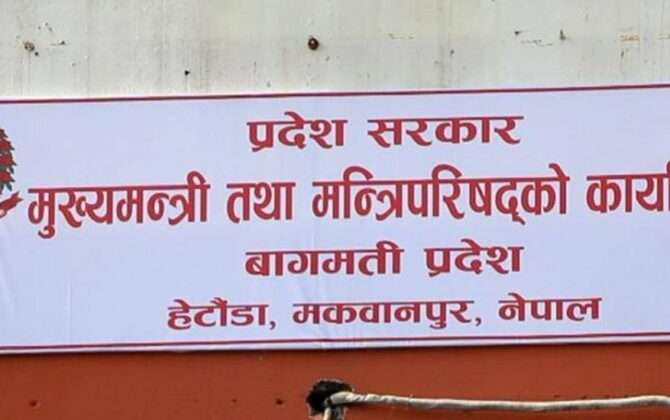 प्रदेश सरकार
मुख्यमन्त्री तथा मन्त्रिपरिषद्को
बागमती प्रदेश
हेटौंडा, मकवानपुर, नेपाल